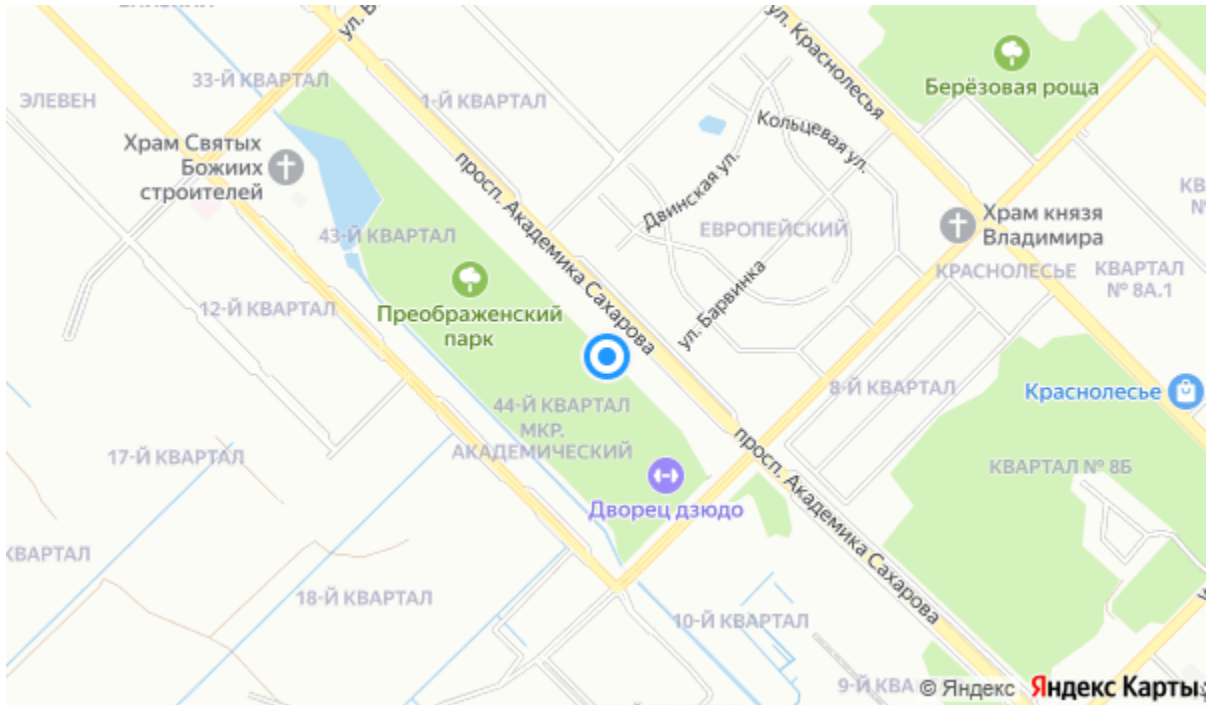 ул. Краснолесья
33-Й КВАРТАЛ
ЭЛЕВЕН
1-Й КВАРТАЛ
Берёзовая роща
Кольцевая ул.
Храм Святых
Божиих
строителей
просп. Академика Сахарова
Двинская ул.
ЕВРОПЕЙСКИЙ
Храм князя
Владимира
43-Й КВАРТАЛ
КРАСНОЛЕСЬЕ
КВАРТАЛ
№ 8А.1
12-Й КВАРТАЛ
Преображенский
парк
ул. Барвинка
8-Й КВАРТАЛ
Краснолесье
44-Й КВАРТАЛ
МКР.
АКАДЕМИЧЕСКИЙ
17-Й КВАРТАЛ
просп. Академика Сахарова
КВАРТАЛ № 8Б
Дворец дзюдо
КВАРТАЛ
18-Й КВАРТАЛ
10-Й КВАРТАЛ
9-Й КВА
© Яндекс
Яндекс Карты